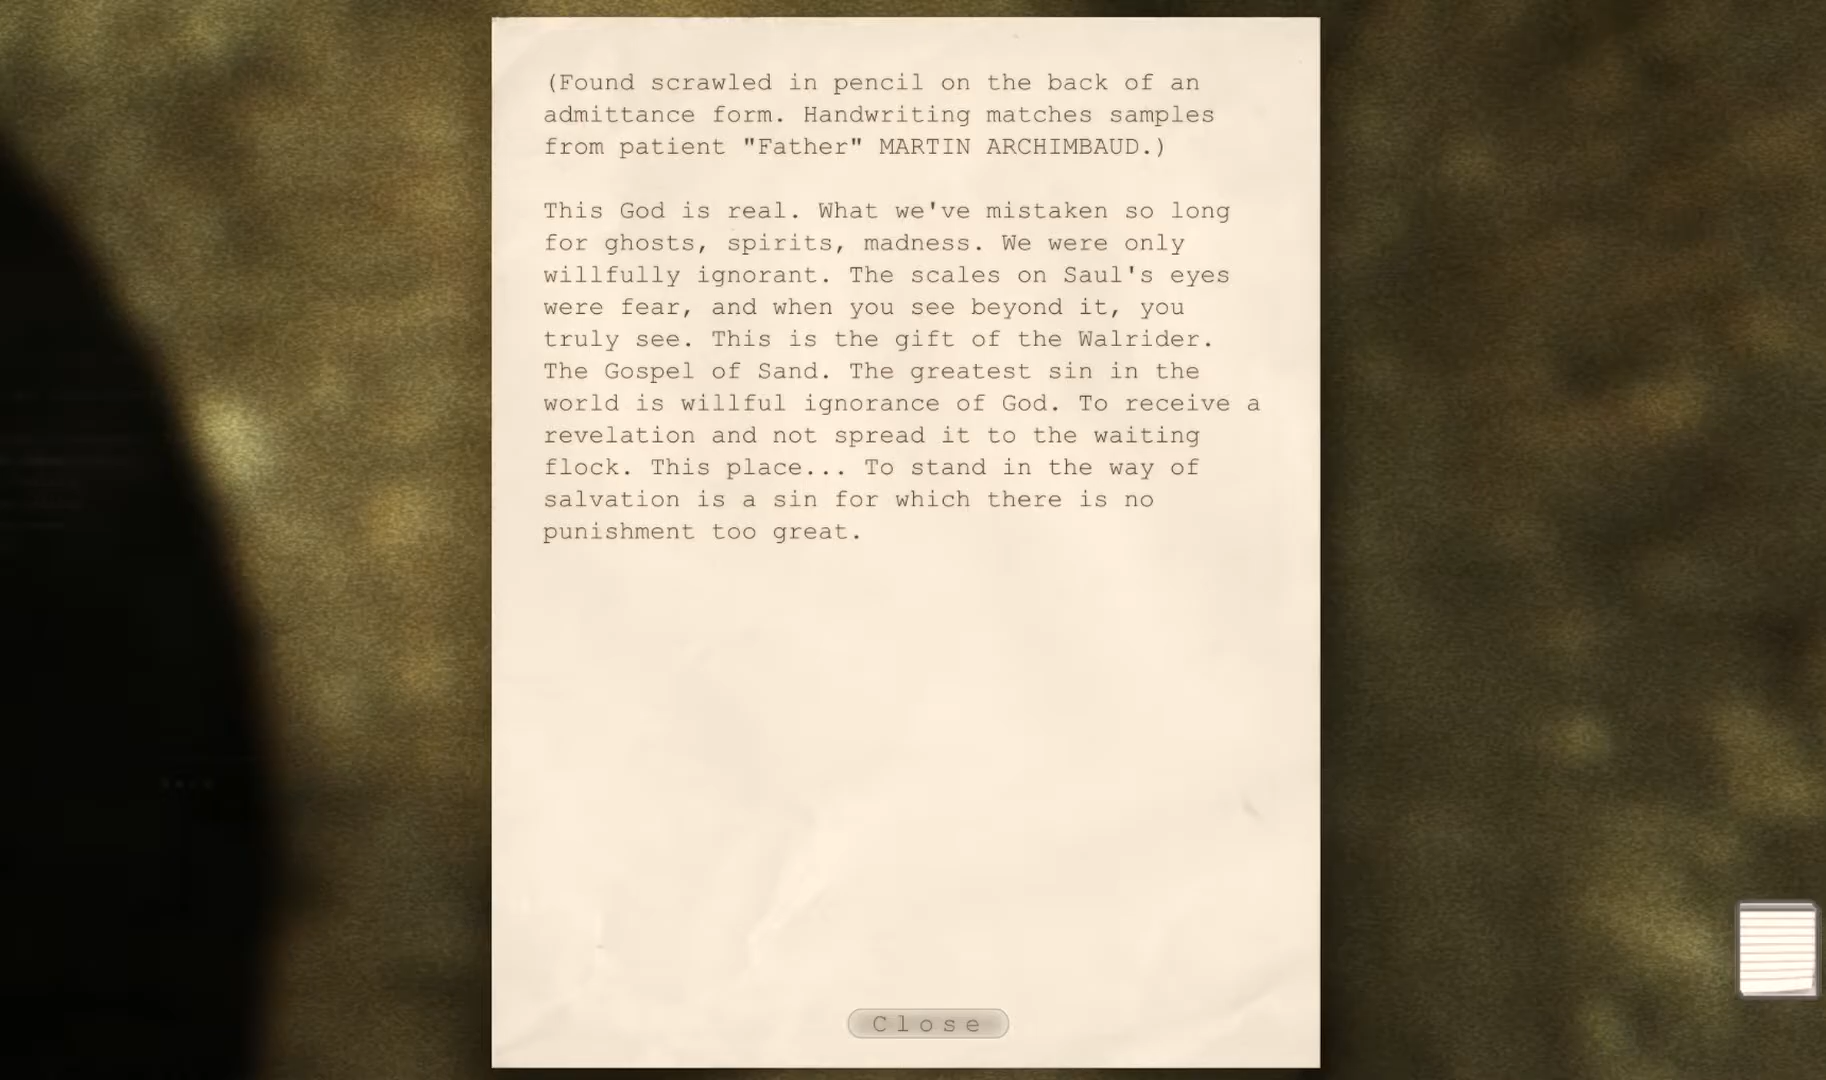 (Found scrawled in pencil on the back of an
admittance form. Handwriting matches samples
from patient "Father" MARTIN ARCHIMBAUD.)
This God is real. What we've mistaken so long
for ghosts, spirits, madness. We were only
willfully ignorant. The scales on Saul's eyes
were fear, and when you see beyond it, you
truly see. This is the gift of the Walrider.
The Gospel of Sand. The greatest sin in the
world is willful ignorance of God. To receive a
revelation and not spread it to the waiting
flock. This place... To stand in the way of
salvation is a sin for which there is no
punishment too great.
Close